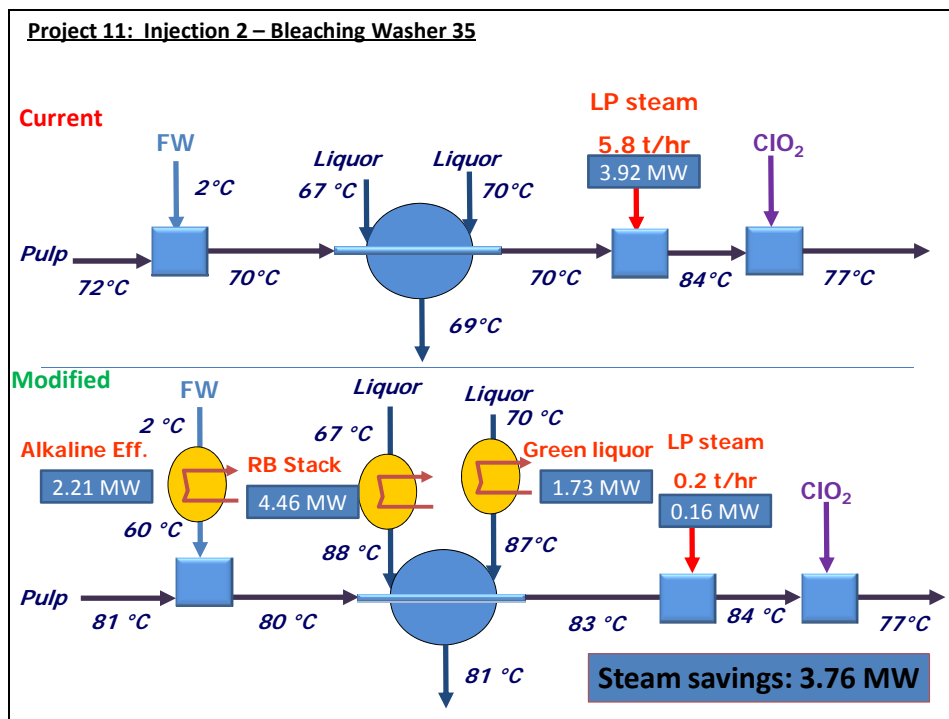 Project 11:  Injection 2 – Bleaching Washer 35
Current
FW
2°C
Liquor
67 °C
Liquor
70°C
LP steam
5.8 t/hr
3.92 MW
ClO₂
Pulp
72°C
70°C
70°C
84°C
77°C
69°C
Modified
FW
2 °C
Liquor
67 °C
Liquor
70 °C
Alkaline Eff.
2.21 MW
RB Stack
4.46 MW
Green liquor
1.73 MW
LP steam
0.2 t/hr
0.16 MW
ClO₂
60 °C
88 °C
87°C
Pulp
81 °C
80 °C
83 °C
84 °C
77°C
81 °C
Steam savings: 3.76 MW